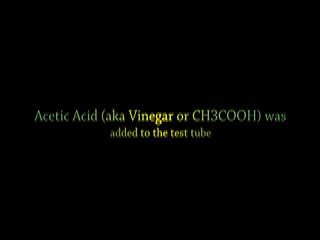 Acetic Acid (aka Vinegar or CH3COOH) was
added to the test tube